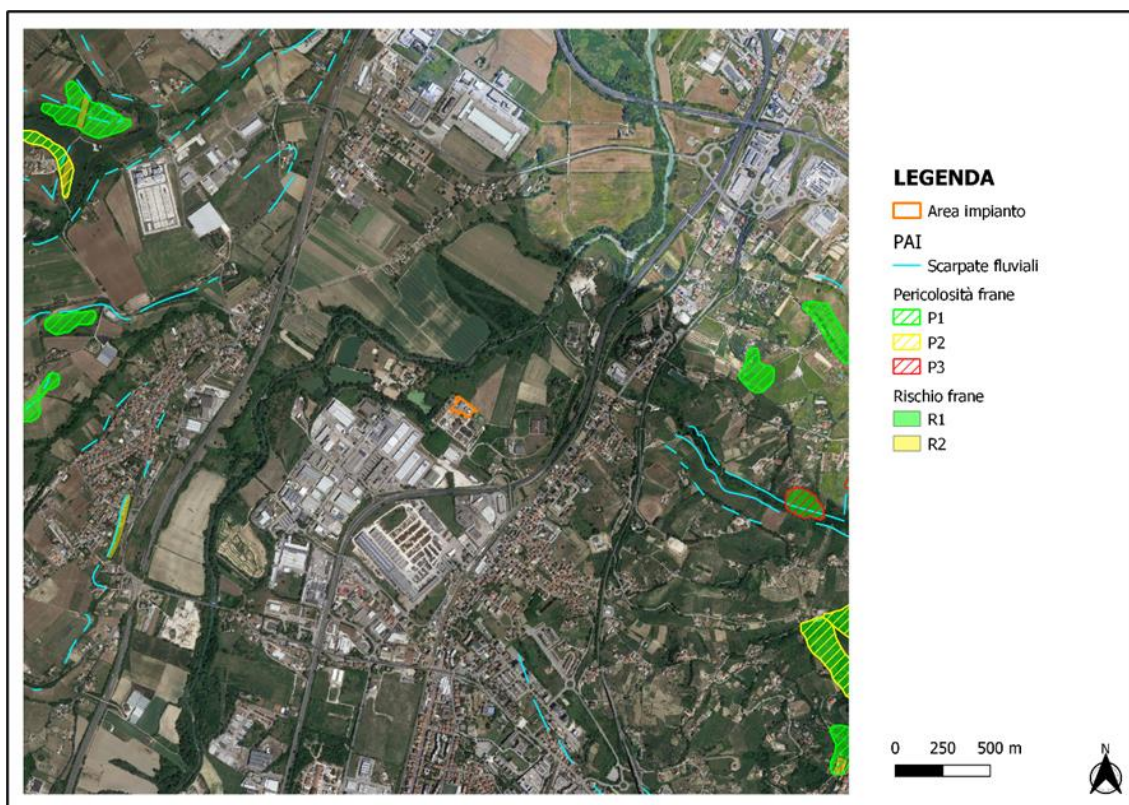 LEGENDA
Area impianto
PAI
Scarpate fluviali
Pericolosità frane
P1
P2
P3
Rischio frane
R1
R2
0 250 500 m
N